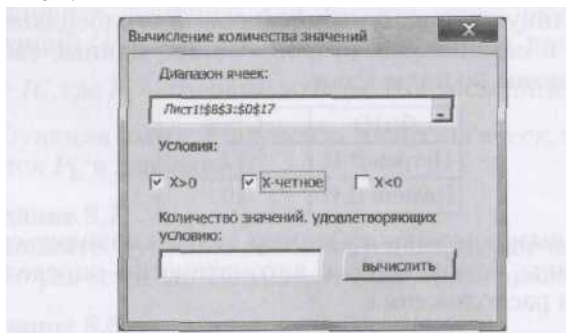 Вычисление количества значений
Диапазон ячеек:
Лист1!$B$3:$D$17
Условия:
X>0
X-четное
X<0
Количество значений, удовлетворяющих
условию:
вычислить